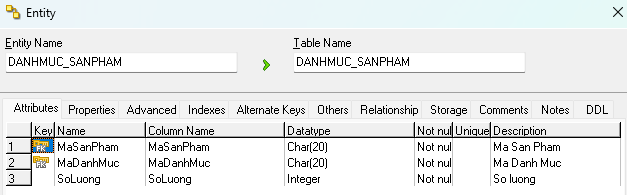 Entity
Entity Name
Table Name
DANHMUC_SANPHAM
DANHMUC_SANPHAM
Attributes Properties Advanced Indexes Alternate Keys Others Relationship Storage Comments Notes DDL
Key Name Column Name Datatype Not nul Unique Description
1 FK MaSanPham MaSanPham Char(20) Not nul Ma San Pham
2 FK MaDanhMuc MaDanhMuc Char(20) Not nul Ma Danh Muc
3 SoLuong SoLuong Integer Not nul So luong